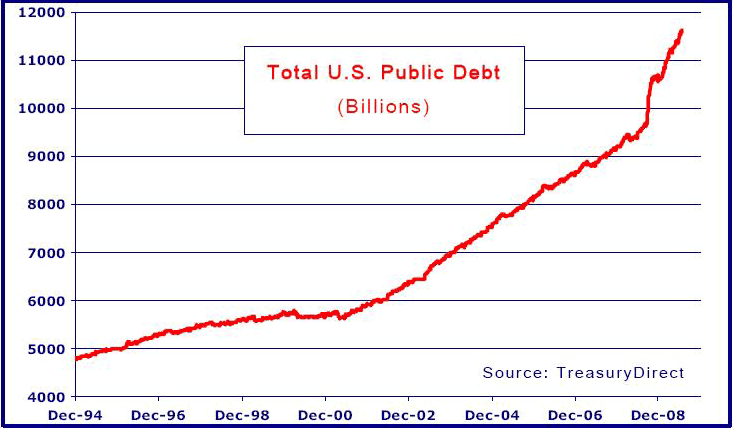 12000
Total U.S. Public Debt
(Billions)
11000
10000
9000
8000
7000
6000
5000
4000
Source: TreasuryDirect
Dec-94 Dec-96 Dec-98 Dec-00 Dec-02 Dec-04 Dec-06 Dec-08